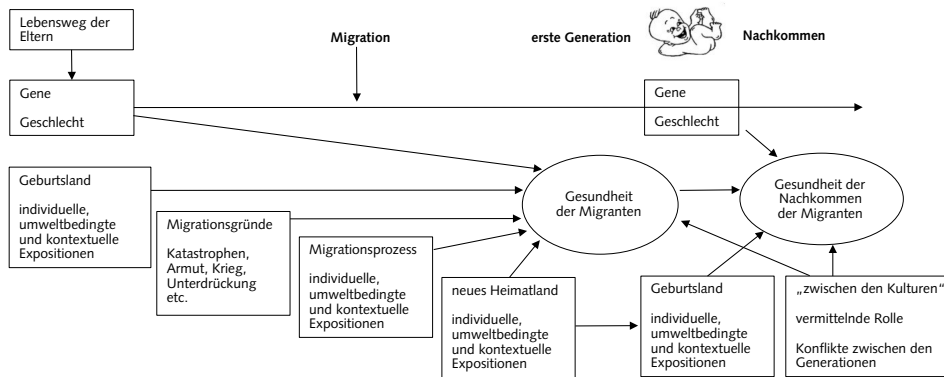 Lebensweg der
Eltern
Migration
erste Generation
Nachkommen
Gene
Geschlecht
Gene
Geschlecht
Geburtsland
individuelle,
umweltbedingte
und kontextuelle
Expositionen
Migrationsgründe
Katastrophen,
Armut, Krieg,
Unterdrückung
etc.
Migrationsprozess
individuelle,
umweltbedingte
und kontextuelle
Expositionen
Gesundheit
der Migranten
Gesundheit der
Nachkommen
der Migranten
neues Heimatland
individuelle,
umweltbedingte
und kontextuelle
Expositionen
Geburtsland
individuelle,
umweltbedingte
und kontextuelle
Expositionen
„zwischen den Kulturen“
vermittelnde Rolle
Konflikte zwischen den
Generationen